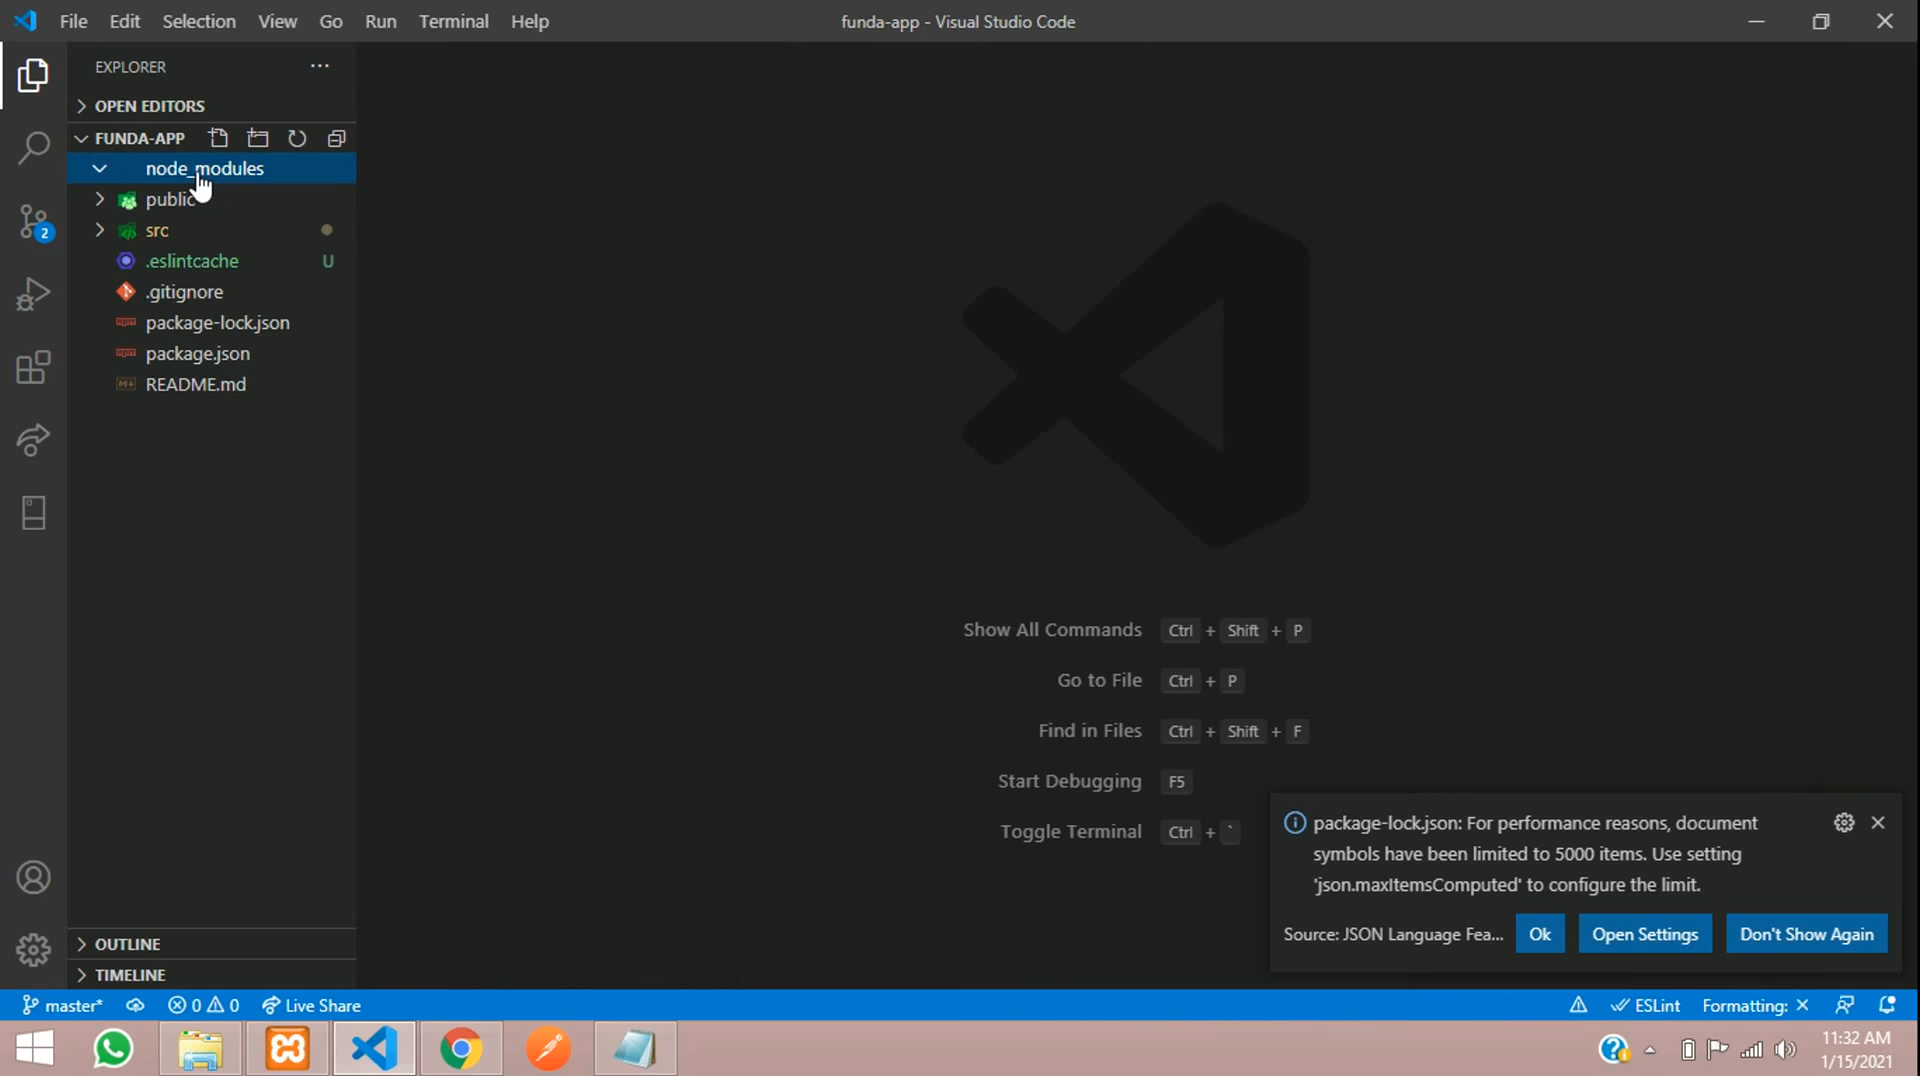 File Edit Selection View Go Run Terminal Help
funda-app - Visual Studio Code
EXPLORER
OPEN EDITORS
FUNDA-APP
node_modules
public
src
.eslintcache U
.gitignore
package-lock.json
package.json
README.md
2
Show All Commands Ctrl + Shift + P
Go to File Ctrl + P
Find in Files Ctrl + Shift + F
Start Debugging F5
Toggle Terminal Ctrl + `
package-lock.json: For performance reasons, document
symbols have been limited to 5000 items. Use setting
'json.maxItemsComputed' to configure the limit.
Source: JSON Language Fea... Ok Open Settings Don't Show Again
OUTLINE
TIMELINE
master* 0 0 Live Share ESLint Formatting: ×
11:32 AM
1/15/2021